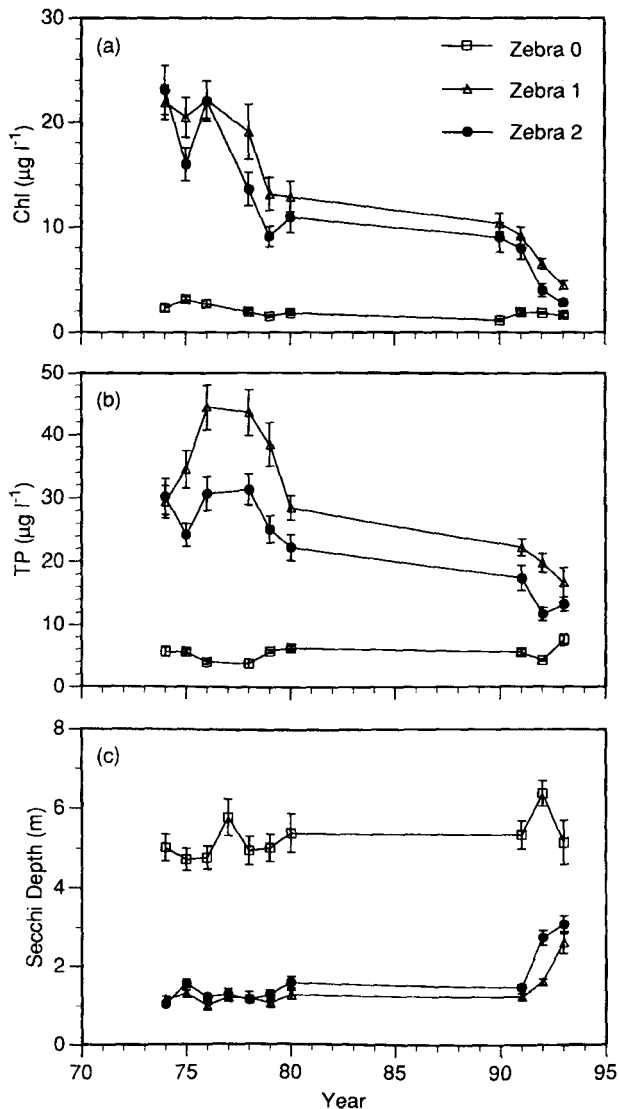 30
(a)
Zebra 0
Zebra 1
20
Zebra 2
Chl (µg l⁻¹)
10
0
50
(b)
40
30
TP (µg l⁻¹)
20
10
0
8
(c)
6
Secchi Depth (m)
4
2
0
70 75 80 85 90 95
Year